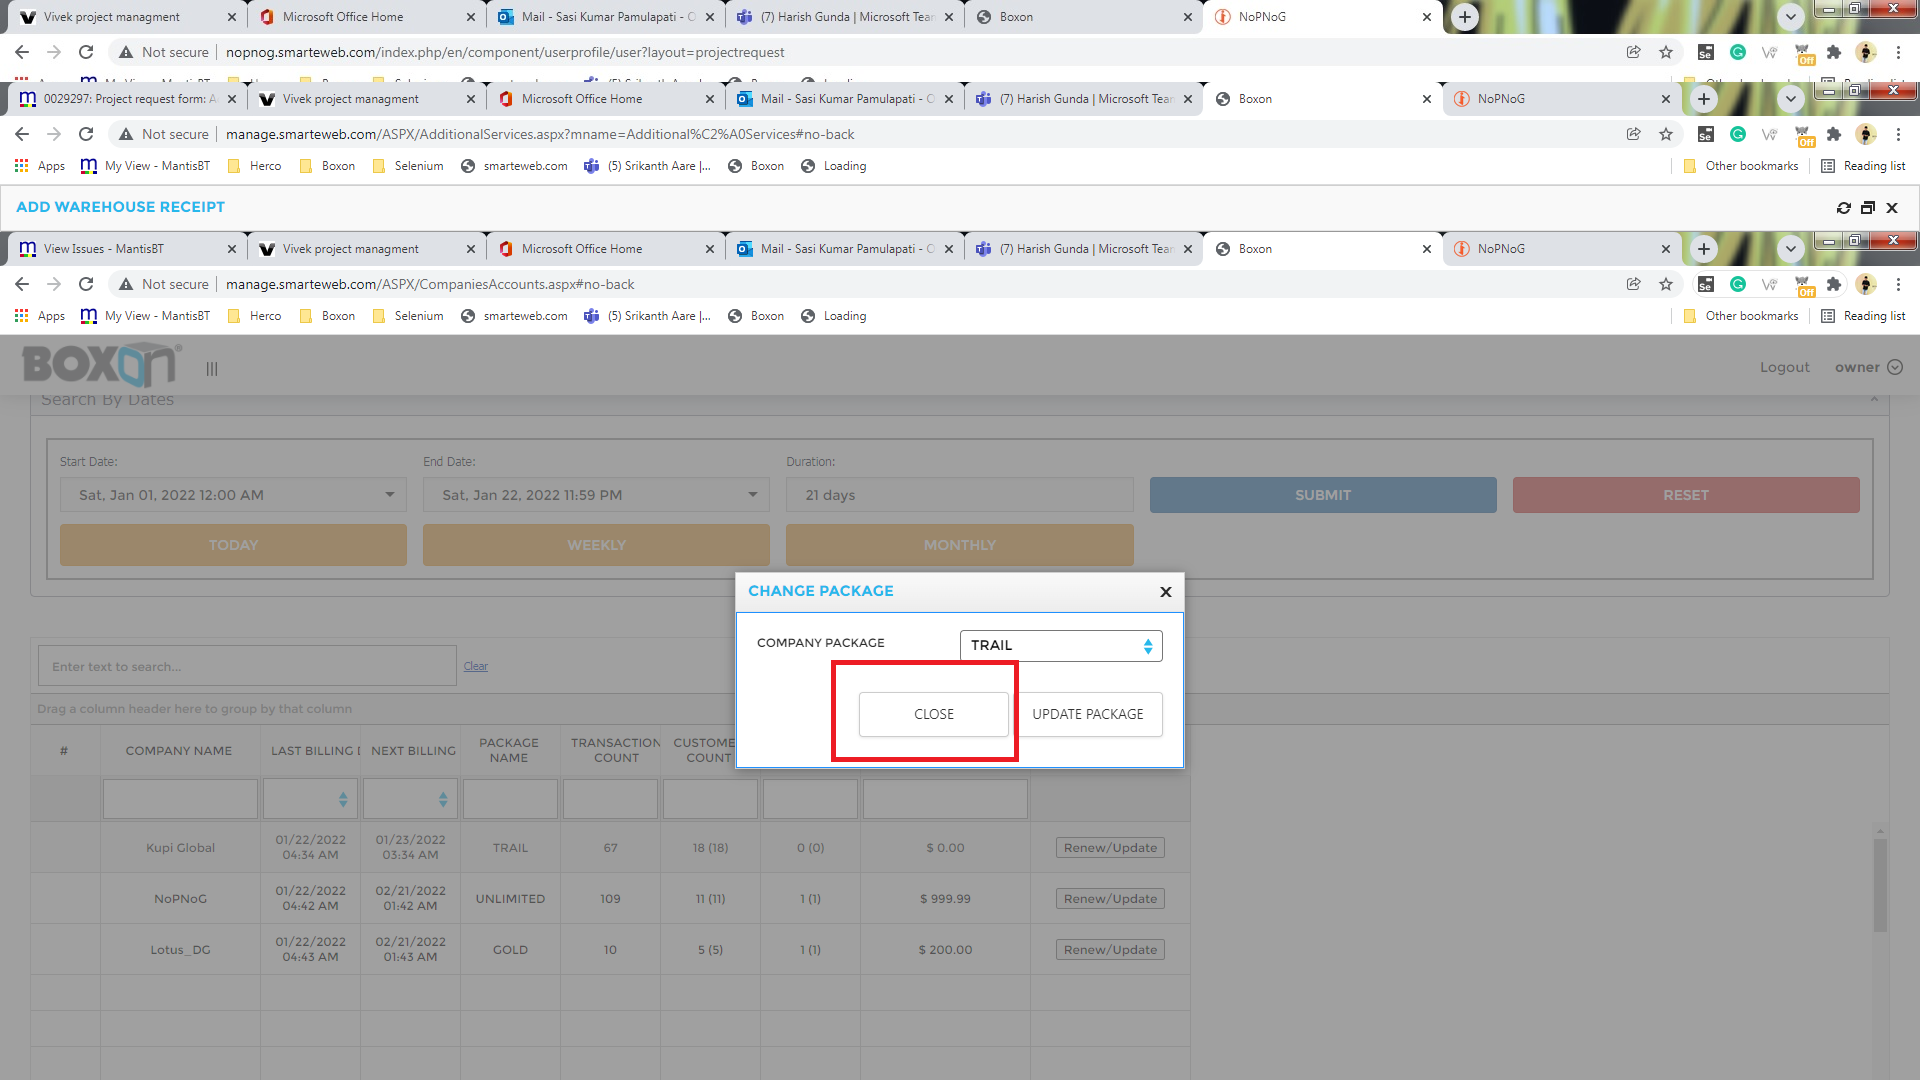 Vivek project managment
Microsoft Office Home
Mail - Sasi Kumar Pamulapati - O
(7) Harish Gunda | Microsoft Tean
Boxon
NoPNoG
Not secure
nopnog.smarteweb.com/index.php/en/component/userprofile/user?layout=projectrequest
Off
0029297: Project request form: A
Vivek project managment
Microsoft Office Home
Mail - Sasi Kumar Pamulapati - O
(7) Harish Gunda | Microsoft Tean
Boxon
NoPNoG
Not secure
manage.smarteweb.com/ASPX/AdditionalServices.aspx?mname=Additional%C2%A0Services#no-back
Off
Apps
My View - MantisBT
Herco
Boxon
Selenium
smarteweb.com
(5) Srikanth Aare |...
Boxon
Loading
Other bookmarks
Reading list
ADD WAREHOUSE RECEIPT
View Issues - MantisBT
Vivek project managment
Microsoft Office Home
Mail - Sasi Kumar Pamulapati - O
(7) Harish Gunda | Microsoft Tean
Boxon
NoPNoG
Not secure
manage.smarteweb.com/ASPX/CompaniesAccounts.aspx#no-back
Off
Apps
My View - MantisBT
Herco
Boxon
Selenium
smarteweb.com
(5) Srikanth Aare |...
Boxon
Loading
Other bookmarks
Reading list
BOXON®
Logout
owner
Search By Dates
Start Date:
End Date:
Duration:
Sat, Jan 01, 2022 12:00 AM
Sat, Jan 22, 2022 11:59 PM
21 days
SUBMIT
RESET
TODAY
WEEKLY
MONTHLY
CHANGE PACKAGE
COMPANY PACKAGE
TRAIL
CLOSE
UPDATE PACKAGE
Enter text to search...
Clear
Drag a column header here to group by that column
#
COMPANY NAME
LAST BILLING D
NEXT BILLING
PACKAGE
NAME
TRANSACTION
COUNT
CUSTOME
COUNT
Kupi Global
01/22/2022
04:34 AM
01/23/2022
03:34 AM
TRAIL
67
18 (18)
0 (0)
$ 0.00
Renew/Update
NoPNoG
01/22/2022
04:42 AM
02/21/2022
01:42 AM
UNLIMITED
109
11 (11)
1 (1)
$ 999.99
Renew/Update
Lotus_DG
01/22/2022
04:43 AM
02/21/2022
01:43 AM
GOLD
10
5 (5)
1 (1)
$ 200.00
Renew/Update